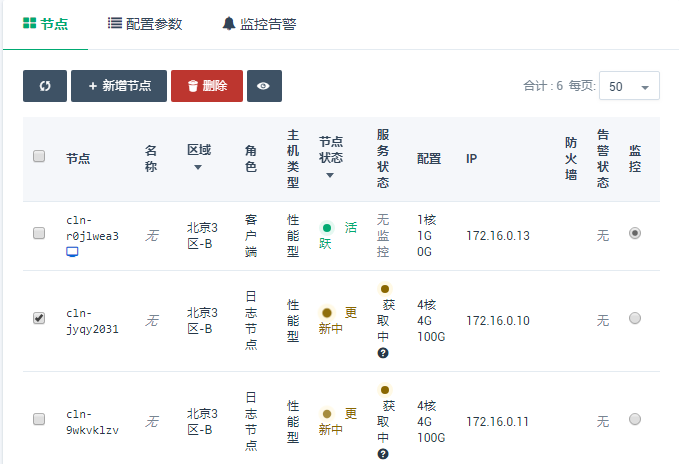 节点 配置参数 监控告警
新增节点 删除 合计 : 6 每页: 50
节点 名称 区域 角色 主机类型 节点状态 服务状态 配置 IP 防火墙 告警状态 监控
cln-r0jlwea3 无 北京3区-B 客户端 性能型 活跃 无监控 1核 1G 0G 172.16.0.13 无
cln-jyqy2031 无 北京3区-B 日志节点 性能型 更新中 获取中 4核 4G 100G 172.16.0.10 无
cln-9wkvklzv 无 北京3区-B 日志节点 性能型 更新中 获取中 4核 4G 100G 172.16.0.11 无